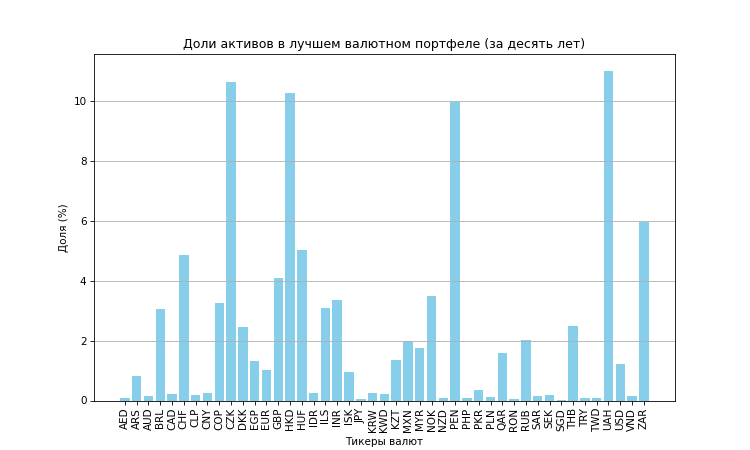 Доли активов в лучшем валютном портфеле (за десять лет)
Доля (%)
10
8
6
4
2
0
AED ARS AUD BRL CAD CHF CLP CNY COP CZK DKK EGP EUR GBP HKD HUF IDR ILS INR ISK JPY KRW KWD KZT MXN MYR NOK NZD PEN PHP PKR PLN QAR RON RUB SAR SEK SGD THB TRY TWD UAH USD VND ZAR
Тикеры валют